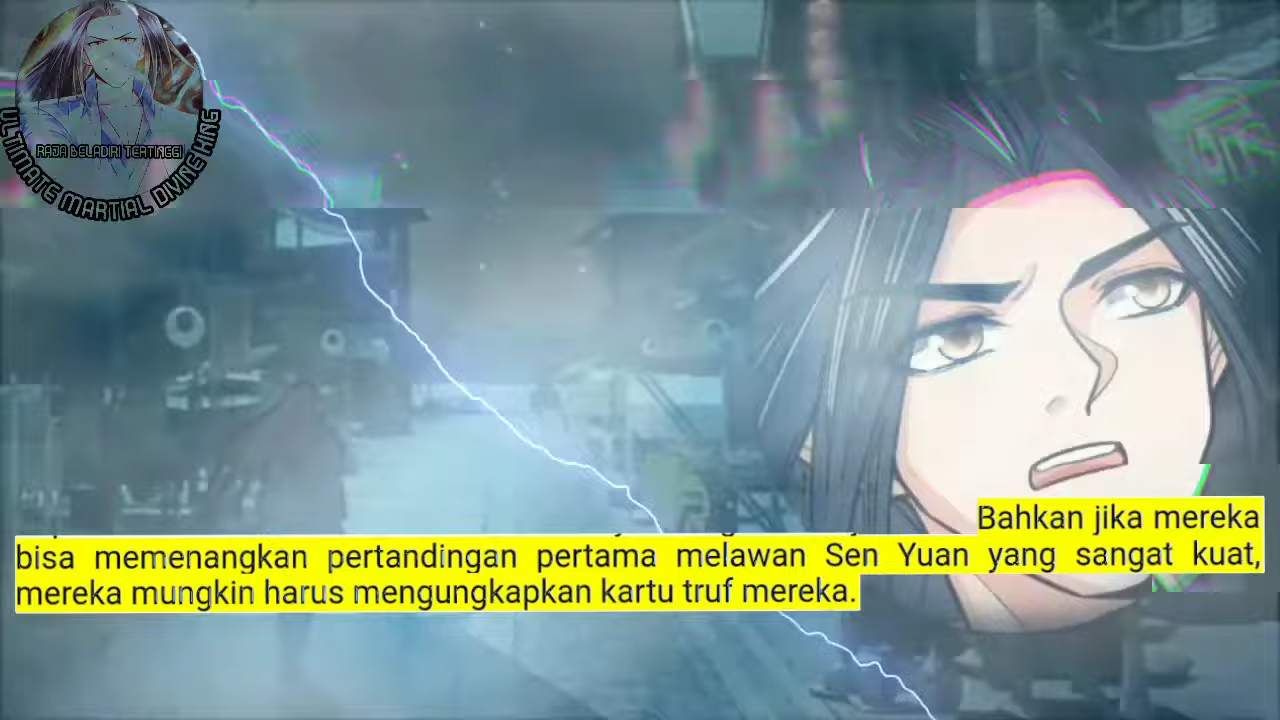 RAJA BELADIRI TERTINGGI
ULTIMATE MARTIAL DIVINE KING
Bahkan jika mereka
bisa memenangkan pertandingan pertama melawan Sen Yuan yang sangat kuat,
mereka mungkin harus mengungkapkan kartu truf mereka.